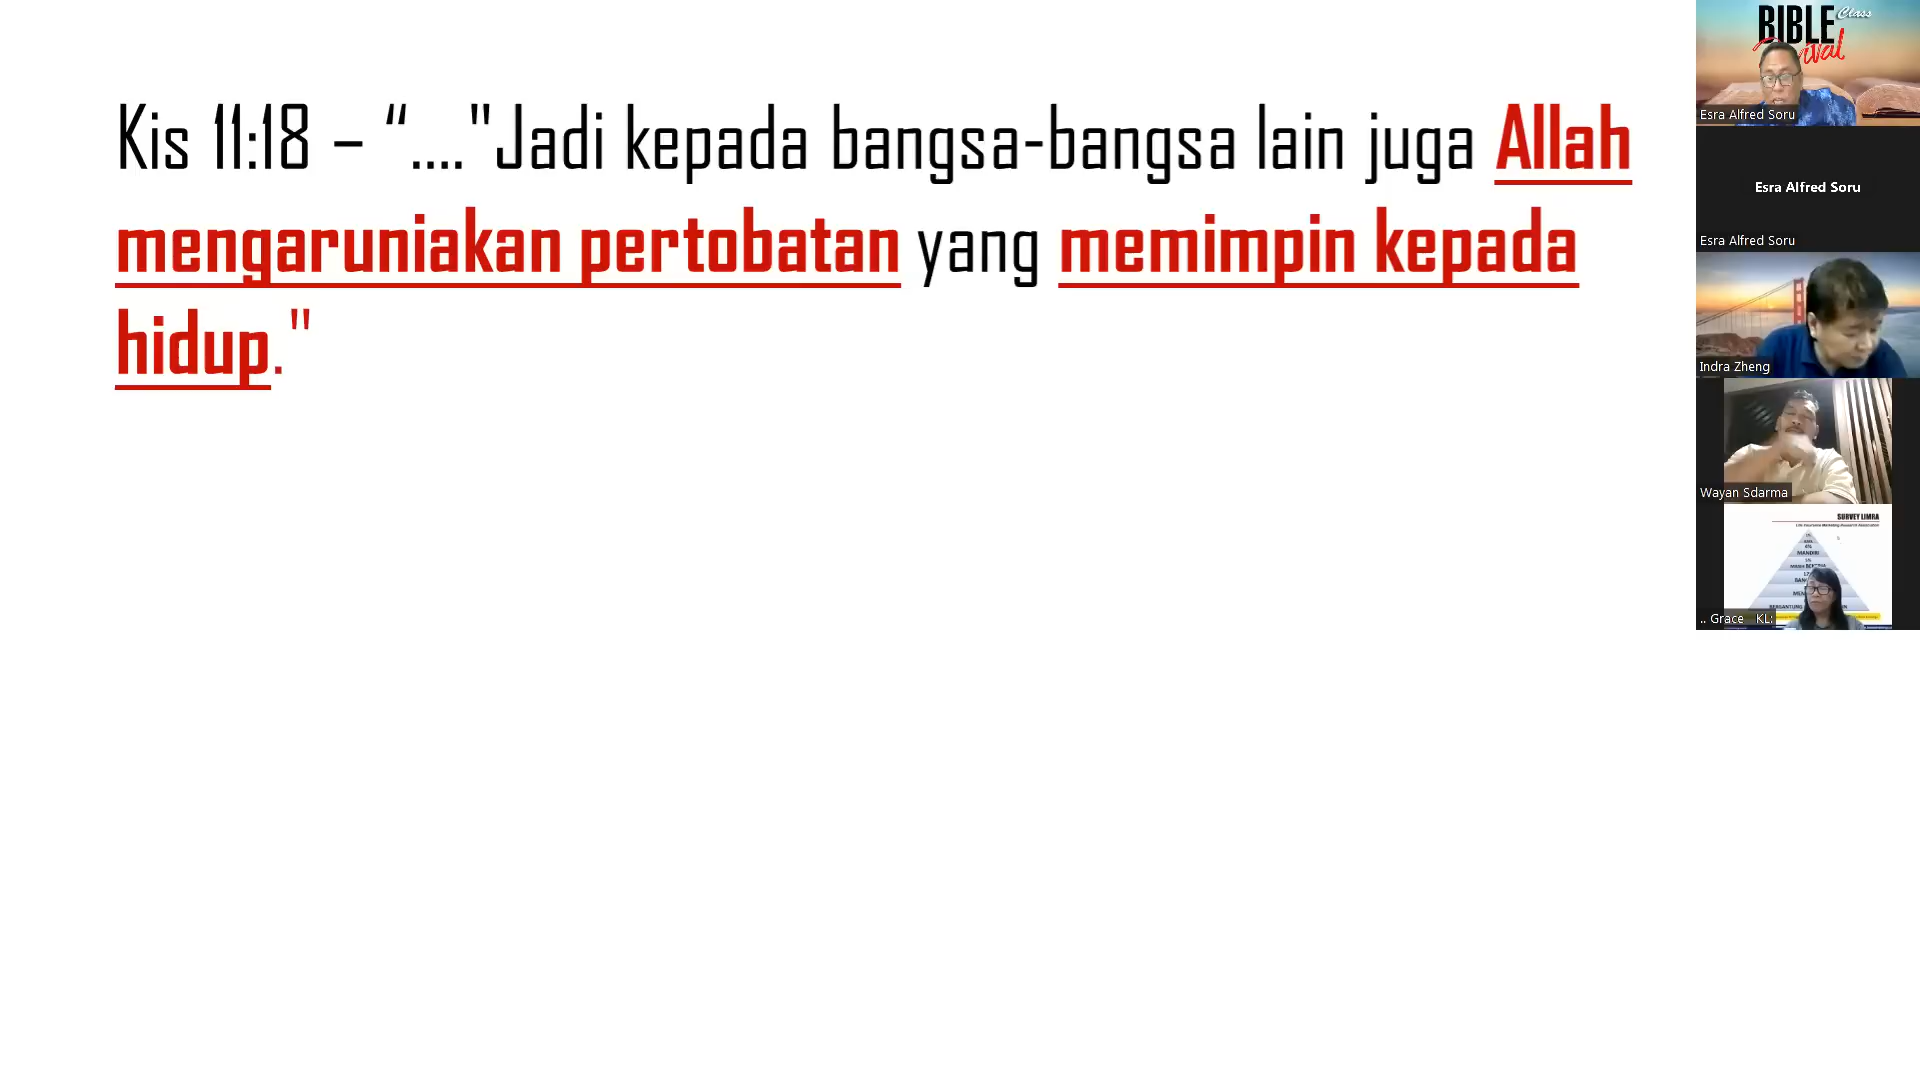 Kis 11:18 – “...."Jadi kepada bangsa-bangsa lain juga Allah
mengaruniakan pertobatan yang memimpin kepada
hidup."
BIBLE Class
Esra Alfred Soru
Esra Alfred Soru
Esra Alfred Soru
Indra Zheng
Wayan Sdarma
SURVEY LIMRA
MANDIRI
.. Grace KL: